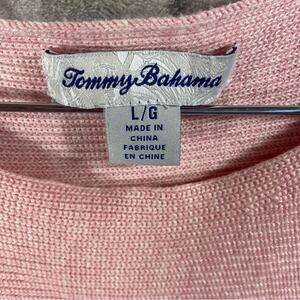 Tommy Bahama
L/G
MADE IN
CHINA
FABRIQUE
EN CHINE